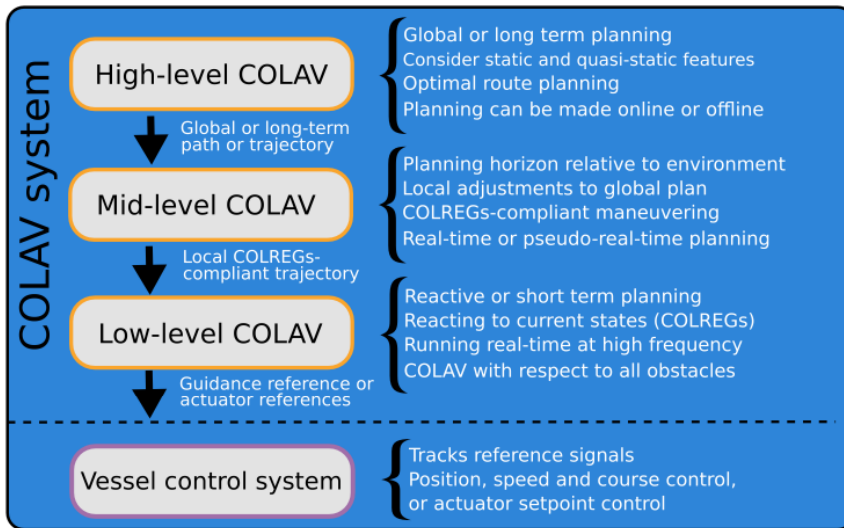 COLAV system
High-level COLAV
Global or long term planning
Consider static and quasi-static features
Optimal route planning
Planning can be made online or offline
Global or long-term
path or trajectory
Mid-level COLAV
Planning horizon relative to environment
Local adjustments to global plan
COLREGs-compliant maneuvering
Real-time or pseudo-real-time planning
Local COLREGs-
compliant trajectory
Low-level COLAV
Reactive or short term planning
Reacting to current states (COLREGs)
Running real-time at high frequency
COLAV with respect to all obstacles
Guidance reference or
actuator references
Vessel control system
Tracks reference signals
Position, speed and course control,
or actuator setpoint control